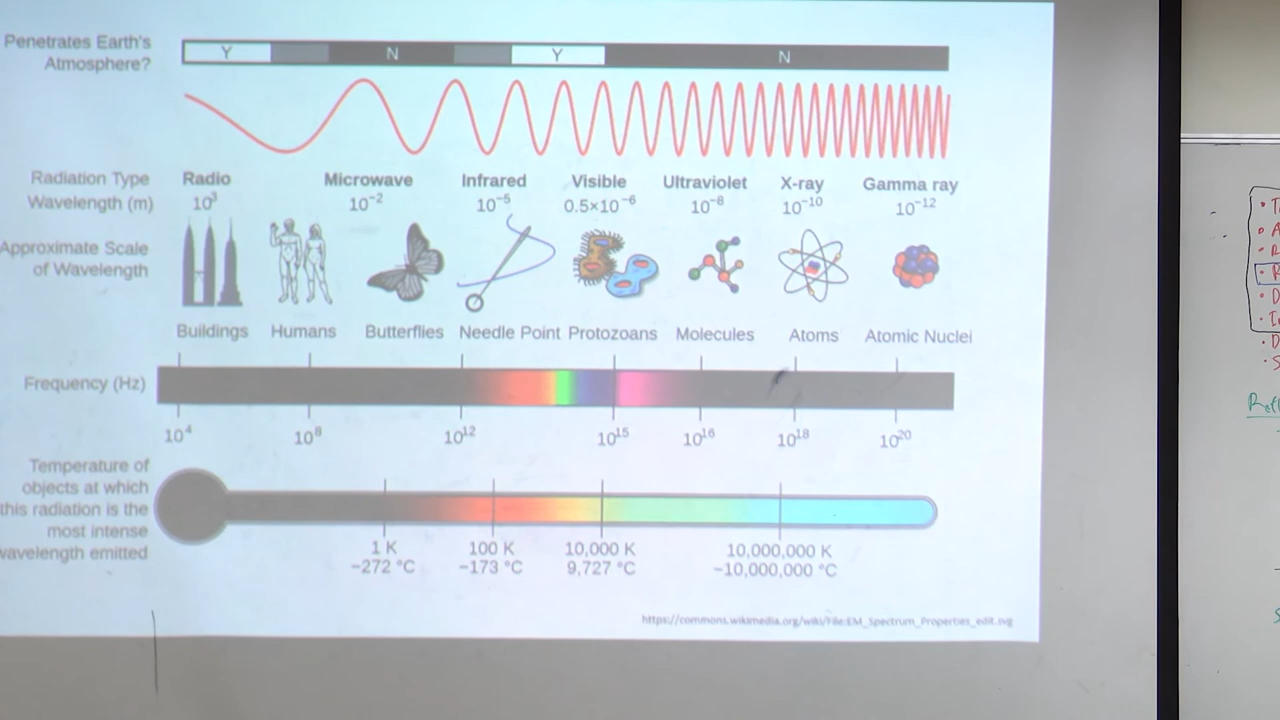 Penetrates Earth's
Atmosphere?
Y N Y N
Radiation Type
Wavelength (m)
Radio Microwave Infrared Visible Ultraviolet X-ray Gamma ray
10³ 10⁻² 10⁻⁵ 0.5×10⁻⁶ 10⁻⁸ 10⁻¹⁰ 10⁻¹²
Approximate Scale
of Wavelength
Buildings Humans Butterflies Needle Point Protozoans Molecules Atoms Atomic Nuclei
Frequency (Hz)
10⁴ 10⁸ 10¹² 10¹⁵ 10¹⁶ 10¹⁸ 10²⁰
Temperature of
objects at which
this radiation is the
most intense
wavelength emitted
1 K 100 K 10,000 K 10,000,000 K
−272 °C −173 °C 9,727 °C ~10,000,000 °C
https://commons.wikimedia.org/wiki/File:EM_Spectrum_Properties_edit.svg